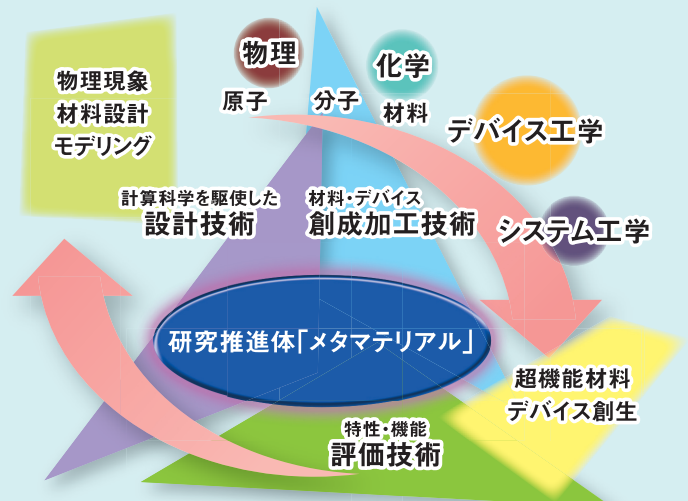 物理
化学
原子
分子
材料
物理現象
材料設計
モデリング
デバイス工学
システム工学
計算科学を駆使した
設計技術
材料・デバイス
創成加工技術
研究推進体「メタマテリアル」
超機能材料
デバイス創生
特性・機能
評価技術